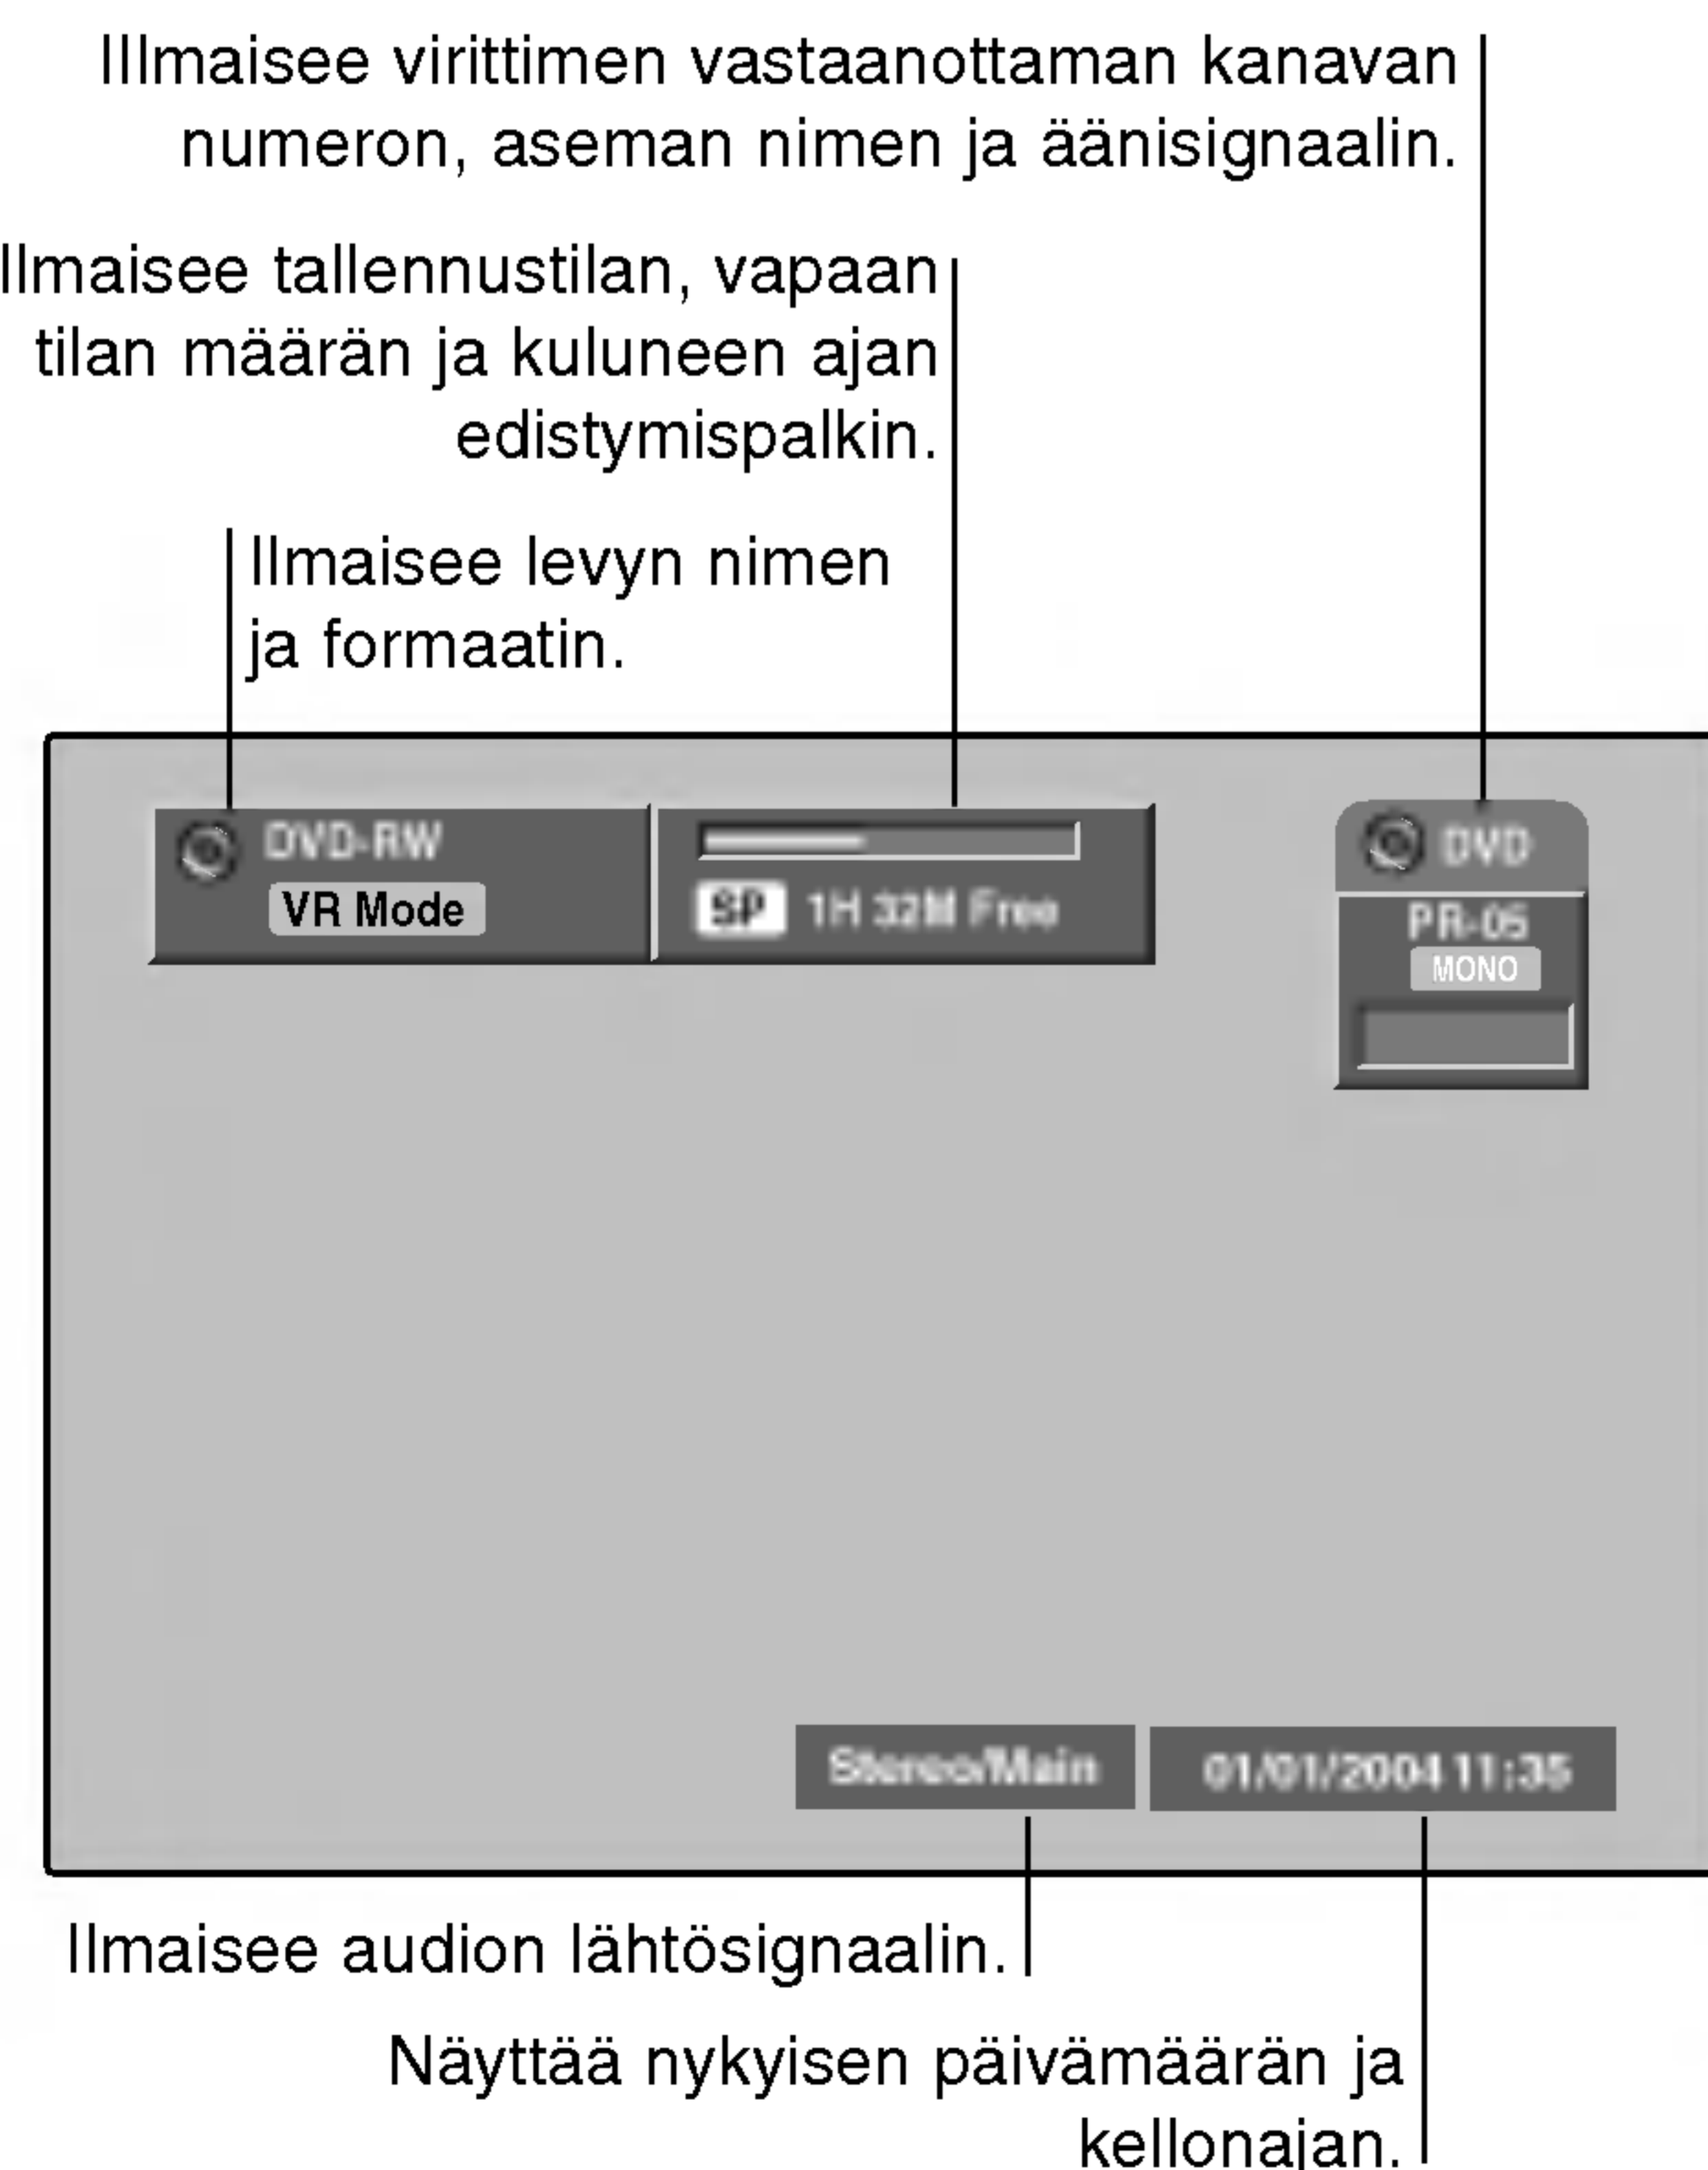 IIlmaisee virittimen vastaanottaman kanavan
numeron, aseman nimen ja äänisignaalin.
Ilmaisee tallennustilan, vapaan
tilan määrän ja kuluneen ajan
edistymispalkin.
Ilmaisee levyn nimen
ja formaatin.
DVD-RW
VR Mode
SP 1H 32M Free
DVD
PR-05
MONO
Stereo/Main
01/01/2004 11:35
Ilmaisee audion lähtösignaalin.
Näyttää nykyisen päivämäärän ja
kellonajan.